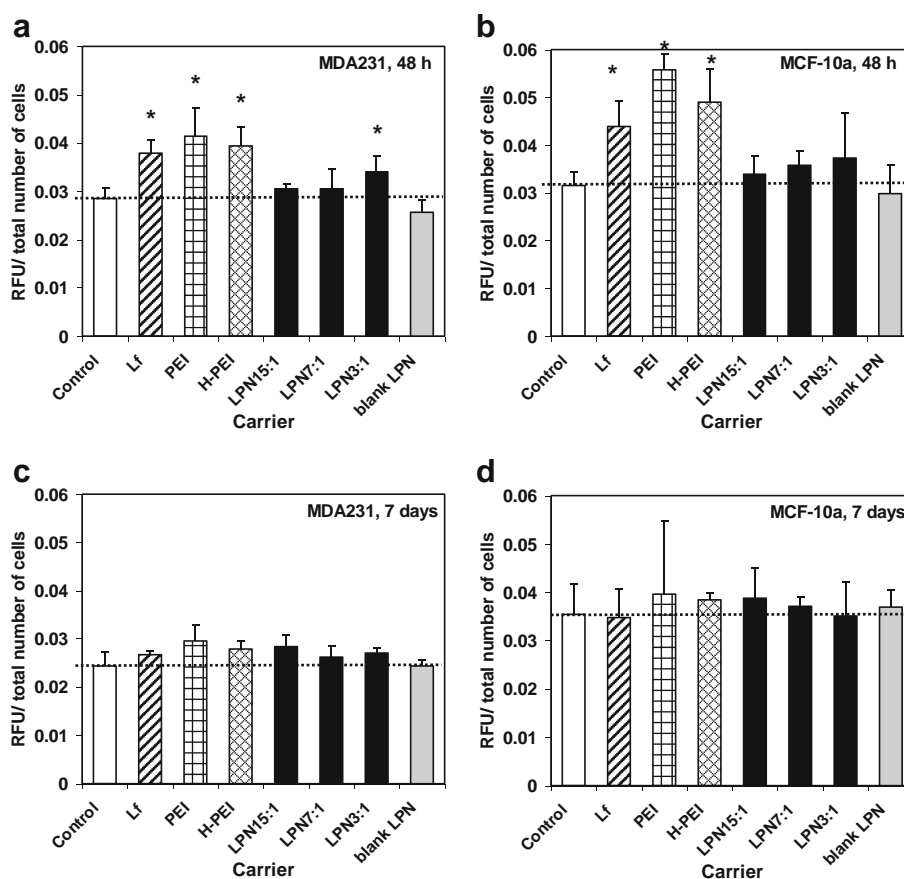 a
MDA231, 48 h
RFU/ total number of cells
0.06
0.05
0.04
0.03
0.02
0.01
0
* * * *
Control
Lf
PEI
H-PEI
LPN15:1
LPN7:1
LPN3:1
blank LPN
Carrier
b
MCF-10a, 48 h
RFU/ total number of cells
0.06
0.05
0.04
0.03
0.02
0.01
0
* * *
Control
Lf
PEI
H-PEI
LPN15:1
LPN7:1
LPN3:1
blank LPN
Carrier
c
MDA231, 7 days
RFU/ total number of cells
0.06
0.05
0.04
0.03
0.02
0.01
0
Control
Lf
PEI
H-PEI
LPN15:1
LPN7:1
LPN3:1
blank LPN
Carrier
d
MCF-10a, 7 days
RFU/ total number of cells
0.06
0.05
0.04
0.03
0.02
0.01
0
Control
Lf
PEI
H-PEI
LPN15:1
LPN7:1
LPN3:1
blank LPN
Carrier